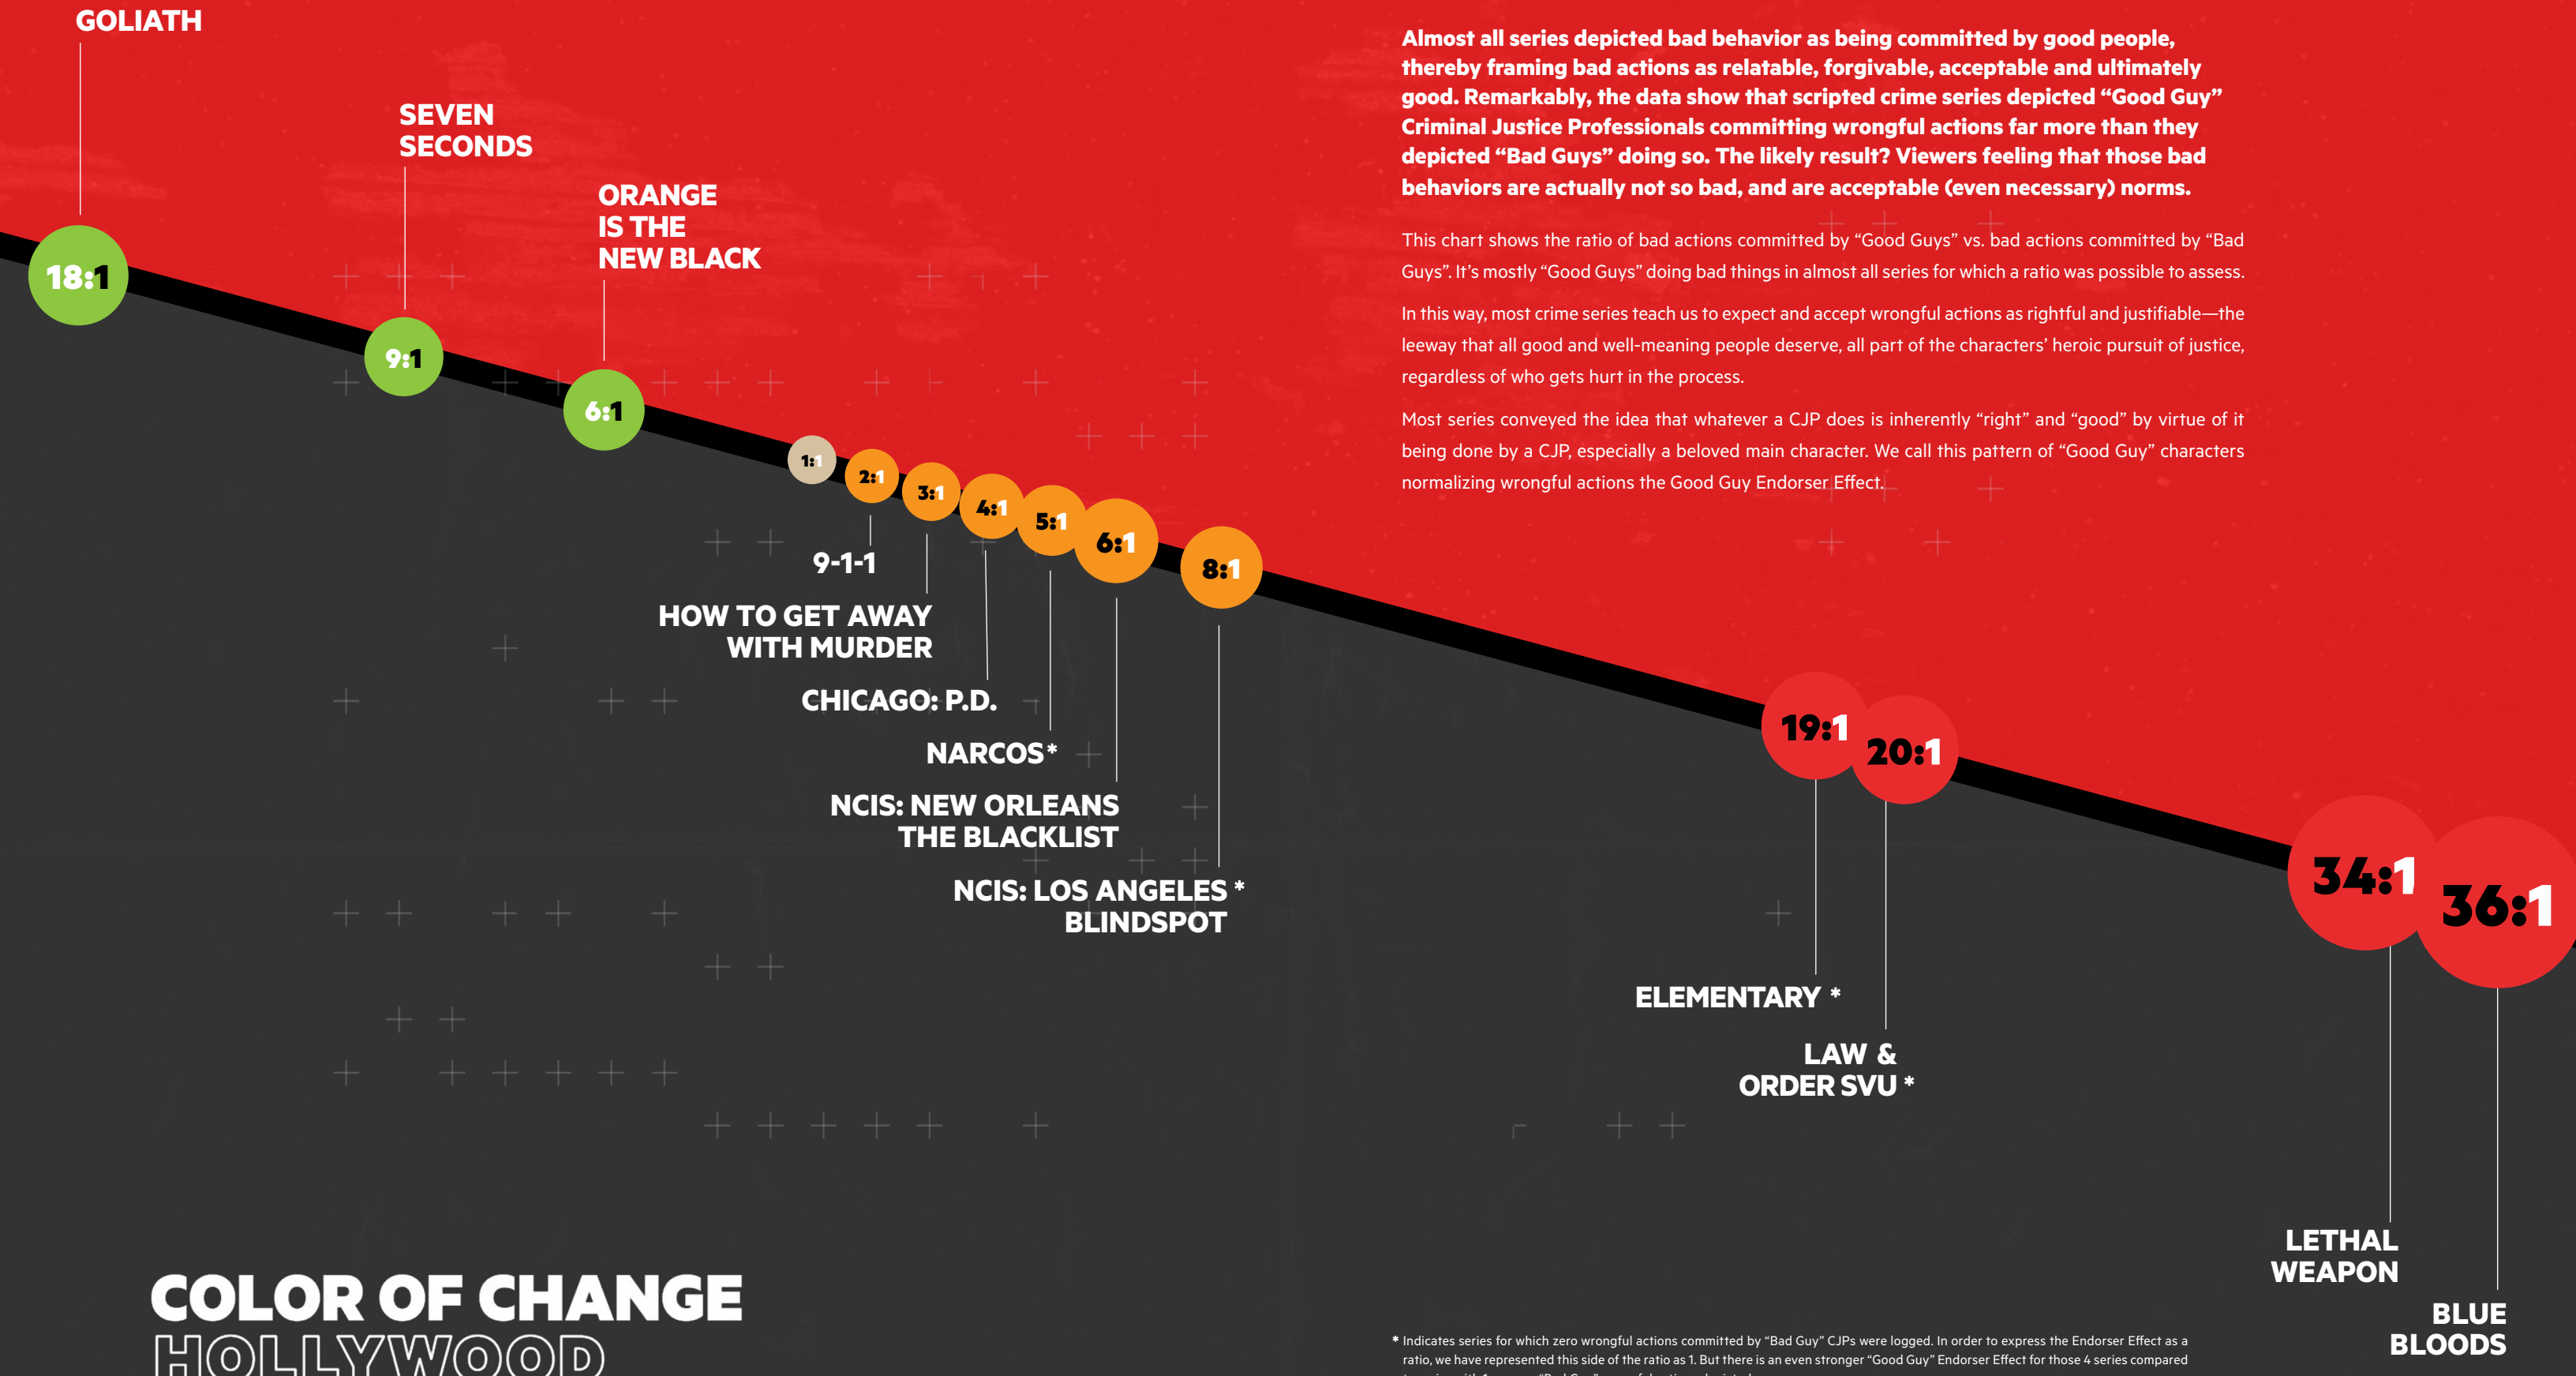 GOLIATH
SEVEN
SECONDS
ORANGE
IS THE
NEW BLACK
Almost all series depicted bad behavior as being committed by good people,
thereby framing bad actions as relatable, forgivable, acceptable and ultimately
good. Remarkably, the data show that scripted crime series depicted “Good Guy”
Criminal Justice Professionals committing wrongful actions far more than they
depicted “Bad Guys” doing so. The likely result? Viewers feeling that those bad
behaviors are actually not so bad, and are acceptable (even necessary) norms.
This chart shows the ratio of bad actions committed by “Good Guys” vs. bad actions committed by “Bad
Guys”. It’s mostly “Good Guys” doing bad things in almost all series for which a ratio was possible to assess.
In this way, most crime series teach us to expect and accept wrongful actions as rightful and justifiable—the
leeway that all good and well-meaning people deserve, all part of the characters’ heroic pursuit of justice,
regardless of who gets hurt in the process.
Most series conveyed the idea that whatever a CJP does is inherently “right” and “good” by virtue of it
being done by a CJP, especially a beloved main character. We call this pattern of “Good Guy” characters
normalizing wrongful actions the Good Guy Endorser Effect.
18:1
9:1
6:1
1:1
2:1
3:1
4:1
5:1
6:1
8:1
19:1
20:1
34:1
36:1
9-1-1
HOW TO GET AWAY
WITH MURDER
CHICAGO: P.D.
NARCOS*
NCIS: NEW ORLEANS
THE BLACKLIST
NCIS: LOS ANGELES *
BLINDSPOT
ELEMENTARY *
LAW &
ORDER SVU *
LETHAL
WEAPON
BLUE
BLOODS
COLOR OF CHANGE
HOLLYWOOD
* Indicates series for which zero wrongful actions committed by “Bad Guy” CJPs were logged. In order to express the Endorser Effect as a
ratio, we have represented this side of the ratio as 1. But there is an even stronger “Good Guy” Endorser Effect for those 4 series compared